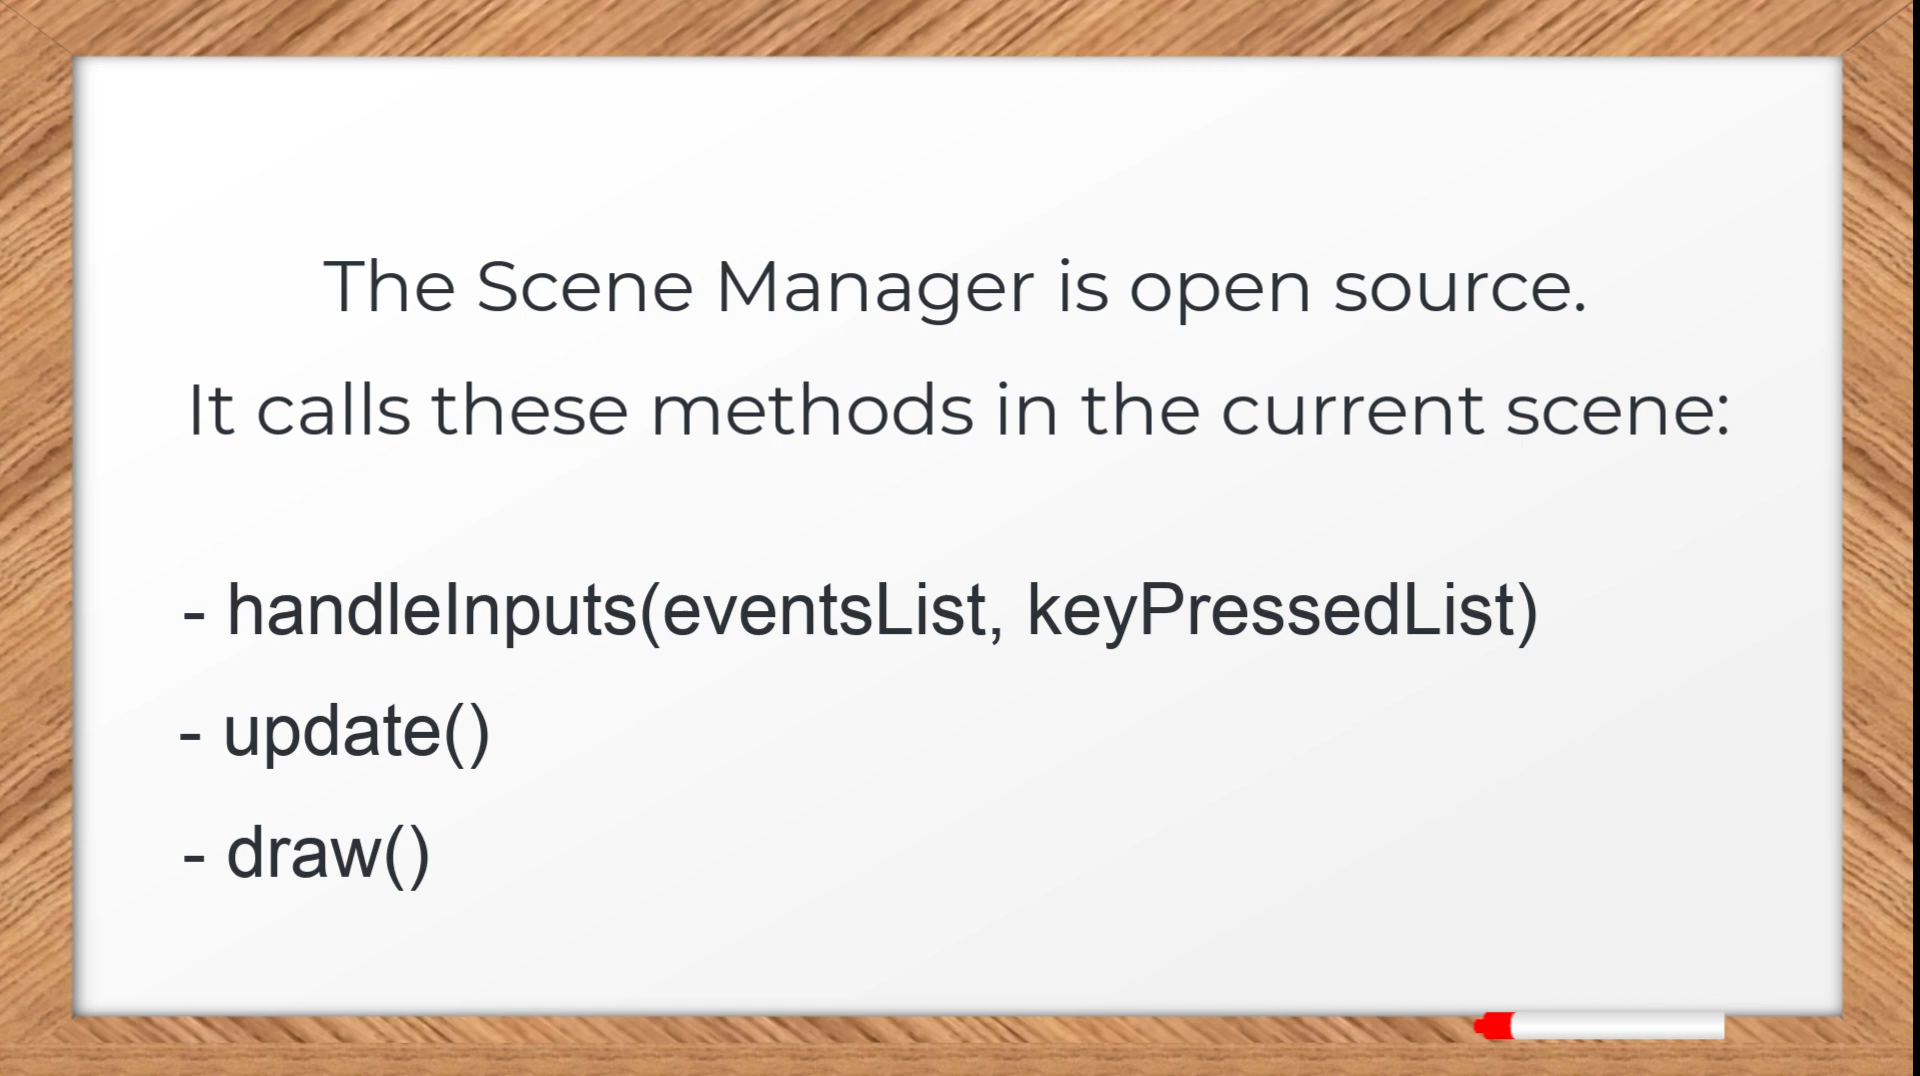 The Scene Manager is open source.
It calls these methods in the current scene:
- handleInputs(eventsList, keyPressedList)
- update()
- draw()